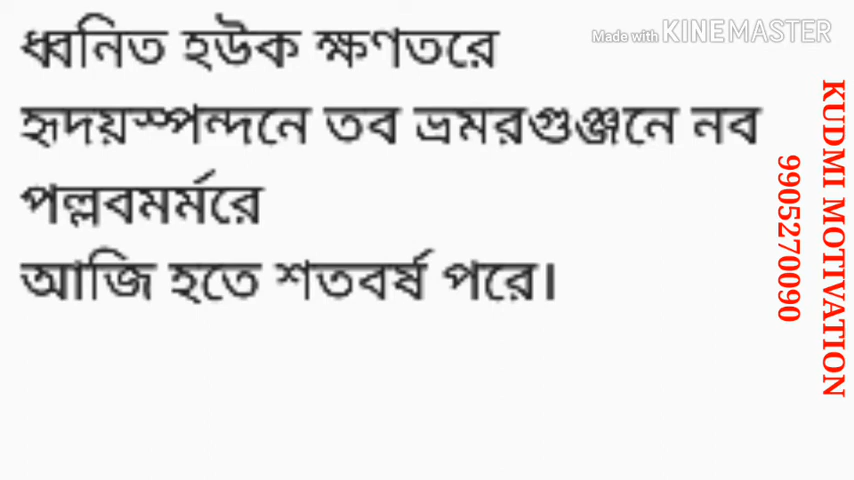 ধ্বনিত হউক ক্ষণতরে
হৃদয়স্পন্দনে তব ভ্রমরগুঞ্জনে নব
পল্লবমর্মরে
আজি হতে শতবর্ষ পরে।
Made with KINEMASTER
KUDMI MOTIVATION
9905270090